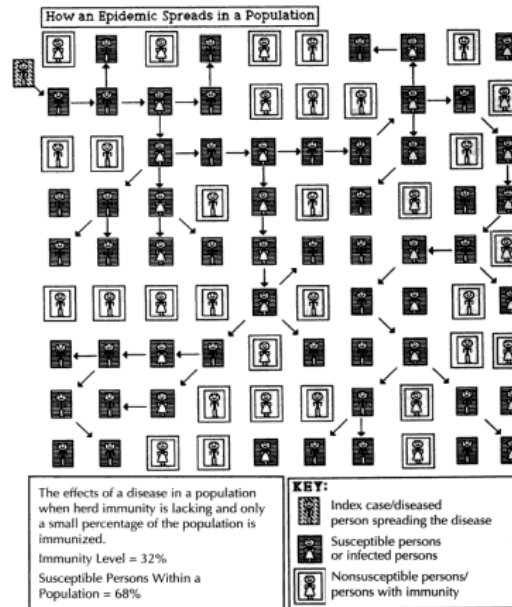 How an Epidemic Spreads in a Population
The effects of a disease in a population
when herd immunity is lacking and only
a small percentage of the population is
immunized.
Immunity Level = 32%
Susceptible Persons Within a
Population = 68%
KEY:
Index case/diseased
person spreading the disease
Susceptible persons
or infected persons
Nonsusceptible persons/
persons with immunity